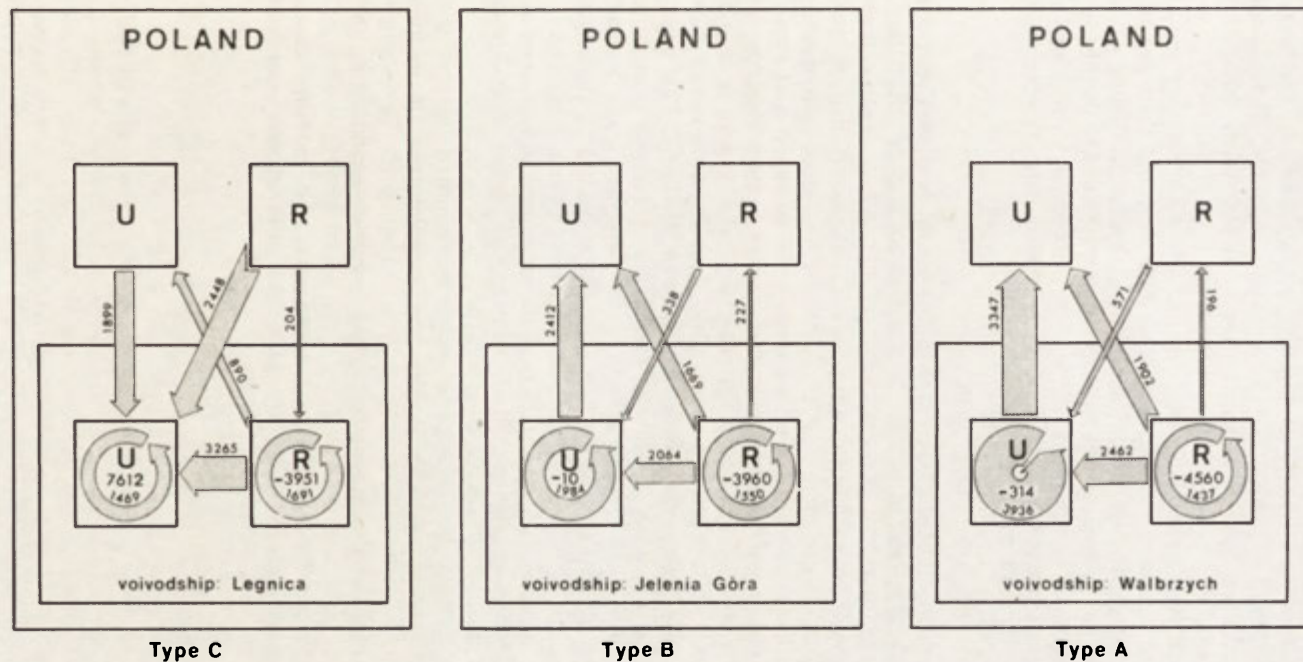 POLAND
U
R
1899
2448
204
890
3265
U
7612
1469
R
-3951
1691
voivodship: Legnica
Type C
POLAND
U
R
2412
338
227
1669
2064
U
-10
1984
R
-3960
1550
voivodship: Jelenia Góra
Type B
POLAND
U
R
3347
571
196
1902
2462
U
-314
3936
R
-4560
1437
voivodship: Walbrzych
Type A